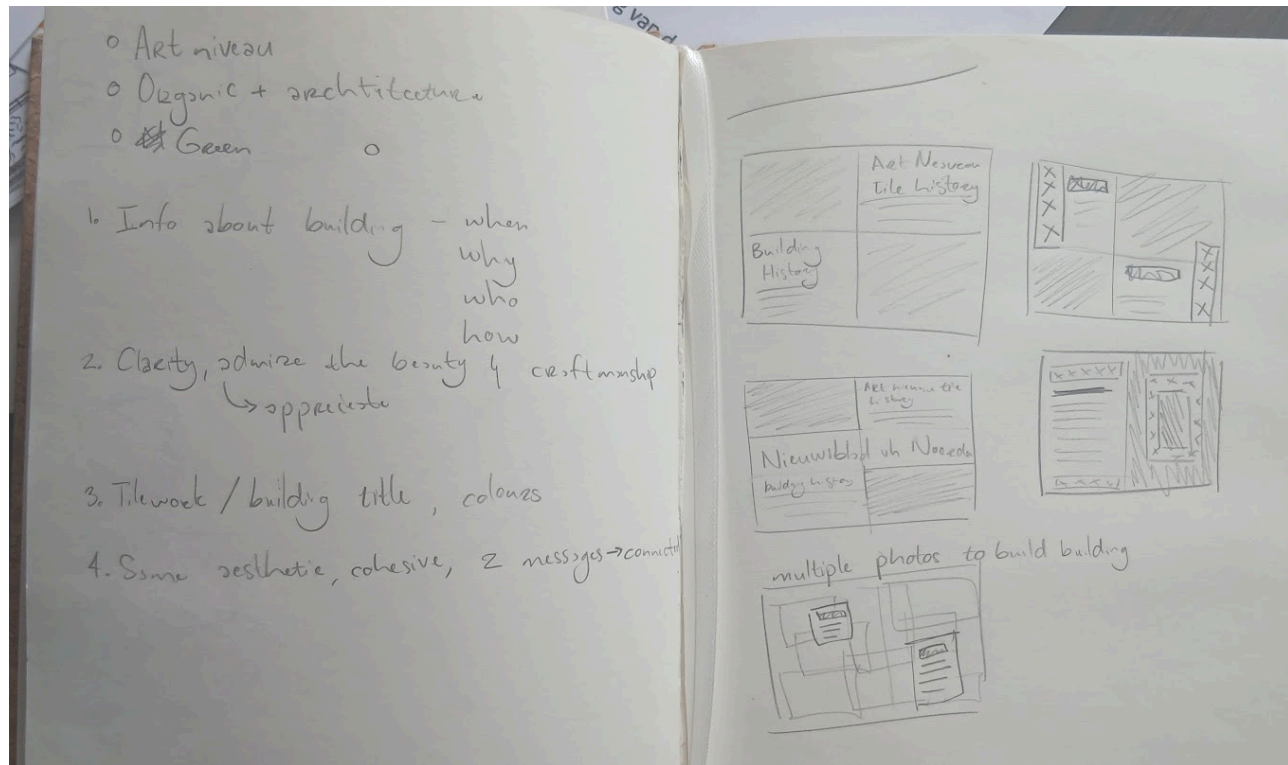 s van d
o Art niveau
o Organic + archtitecture
o Green o
1. Info about building - when
why
who
how
2. Clarity, admire the beauty & craftmanship
↳ appreciate
3. Tilework / building title, colours
4. Same aesthetic, cohesive, 2 messages → connected
Art Nouveau
Tile history
Building
History
Art nouveau tile
history
Nieuwsblad vh Noorden
building history
multiple photos to build building